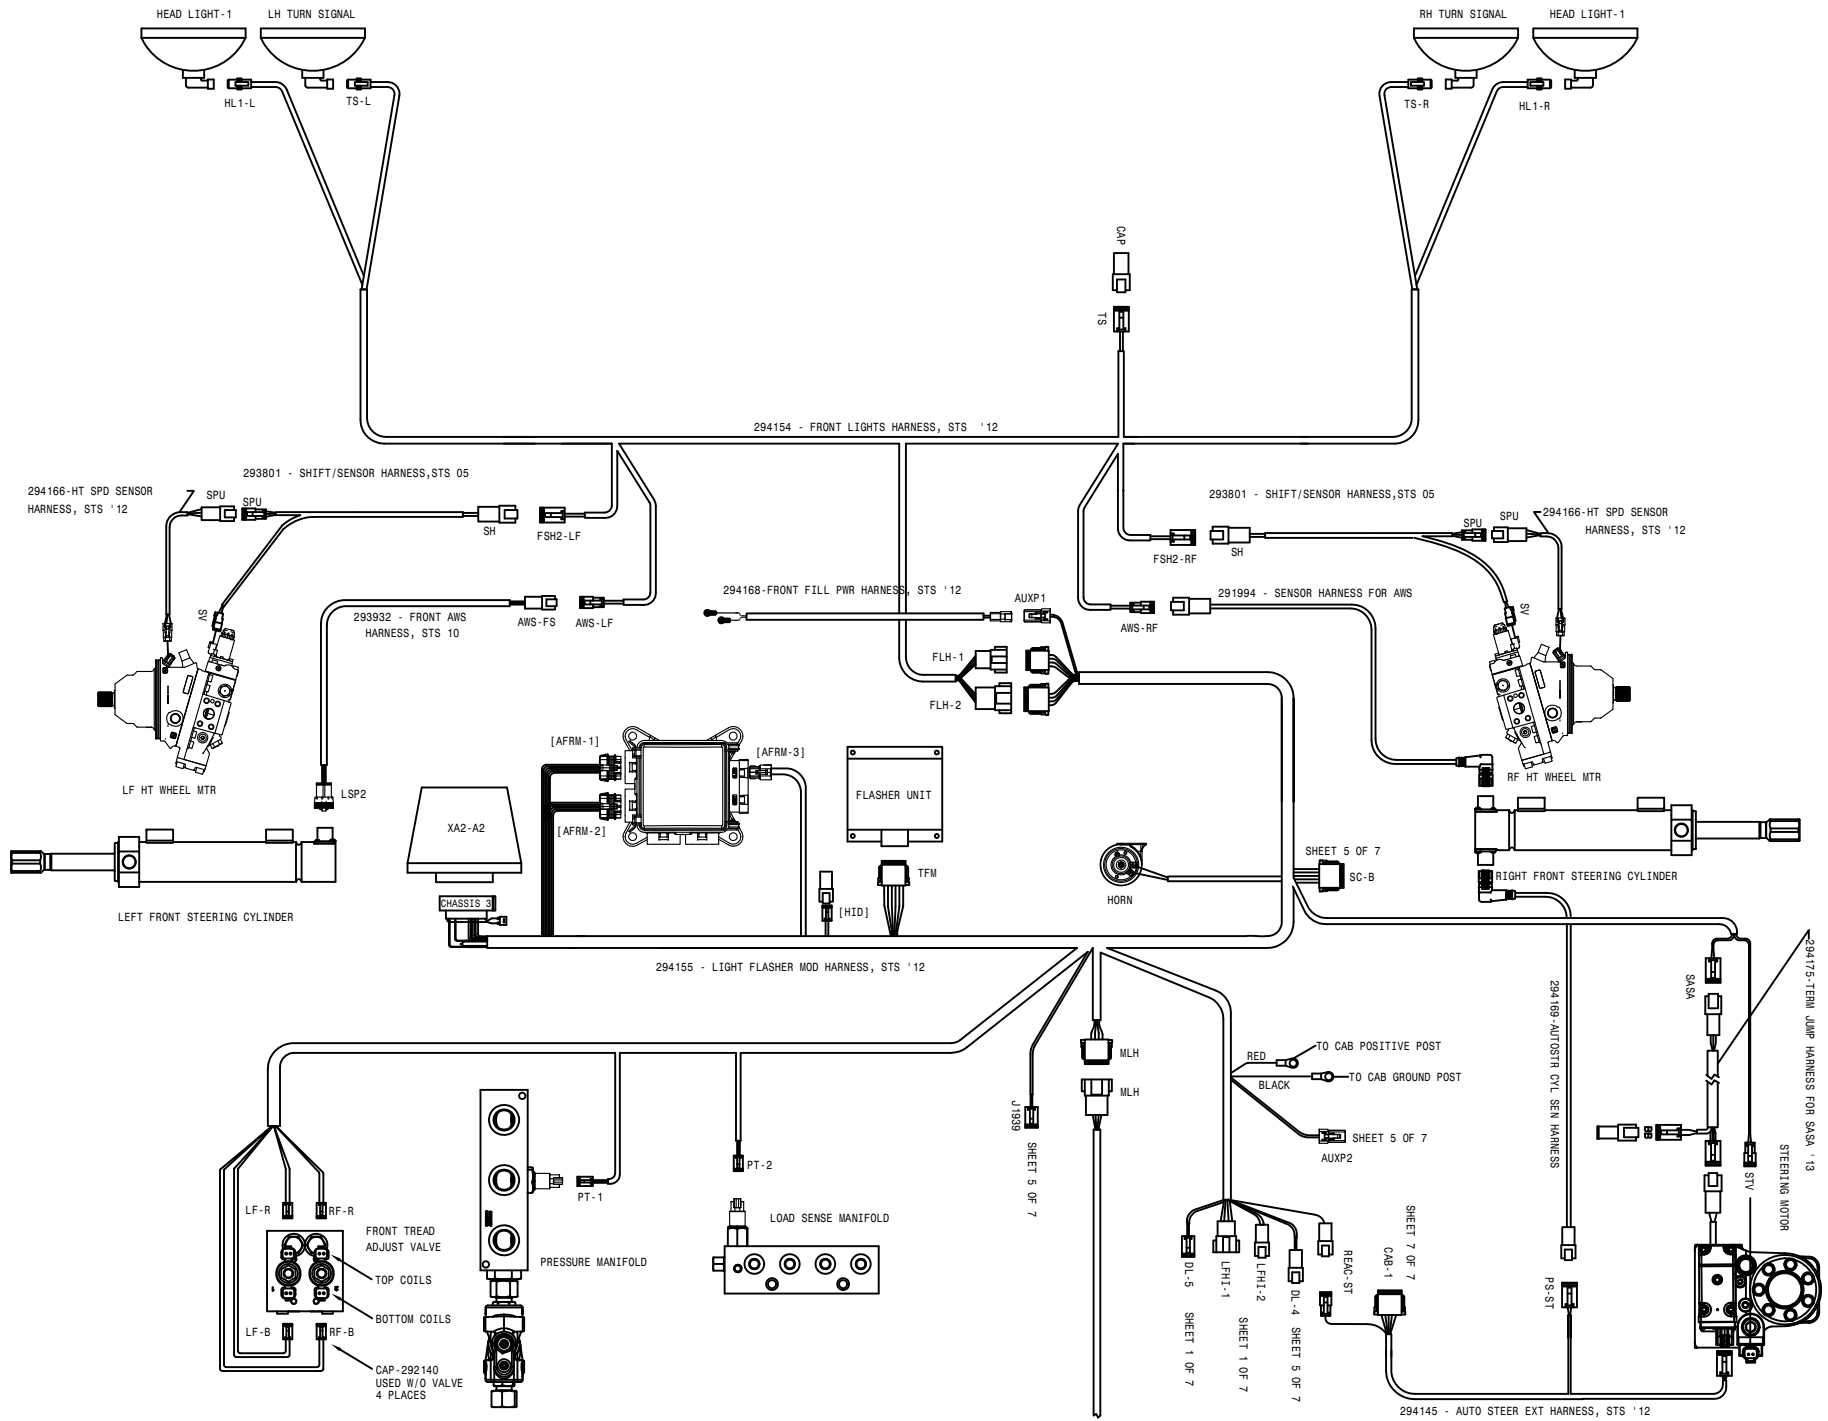 HEAD LIGHT-1
LH TURN SIGNAL
RH TURN SIGNAL
HEAD LIGHT-1
HL1-L
TS-L
TS-R
HL1-R
CAP
TS
294154 - FRONT LIGHTS HARNESS, STS '12
293801 - SHIFT/SENSOR HARNESS,STS 05
294166-HT SPD SENSOR
HARNESS, STS '12
SPU
SPU
SH
FSH2-LF
SV
293932 - FRONT AWS
HARNESS, STS 10
AWS-FS
AWS-LF
LF HT WHEEL MTR
LSP2
LEFT FRONT STEERING CYLINDER
293801 - SHIFT/SENSOR HARNESS,STS 05
SPU
SPU
294166-HT SPD SENSOR
HARNESS, STS '12
FSH2-RF
SH
SV
291994 - SENSOR HARNESS FOR AWS
AWS-RF
RF HT WHEEL MTR
RIGHT FRONT STEERING CYLINDER
294168-FRONT FILL PWR HARNESS, STS '12
AUXP1
FLH-1
FLH-2
[AFRM-1]
[AFRM-2]
[AFRM-3]
XA2-A2
CHASSIS 3
FLASHER UNIT
TFM
[HID]
HORN
SHEET 5 OF 7
SC-B
294155 - LIGHT FLASHER MOD HARNESS, STS '12
SASA
294175-TERM JUMP HARNESS FOR SASA '13
294169-AUTOSTR CYL SEN HARNESS
BB
STV
STEERING MOTOR
MLH
MLH
J1939
SHEET 5 OF 7
RED
TO CAB POSITIVE POST
BLACK
TO CAB GROUND POST
SHEET 5 OF 7
AUXP2
PT-1
PT-2
PRESSURE MANIFOLD
LOAD SENSE MANIFOLD
LF-R
RF-R
FRONT TREAD
ADJUST VALVE
TOP COILS
BOTTOM COILS
LF-B
RF-B
CAP-292140
USED W/O VALVE
4 PLACES
DL-5 SHEET 1 OF 7
LFHI-1
LFHI-2
SHEET 1 OF 7
DL-4 SHEET 5 OF 7
REAC-ST
CAB-1
SHEET 7 OF 7
PS-ST
294145 - AUTO STEER EXT HARNESS, STS '12